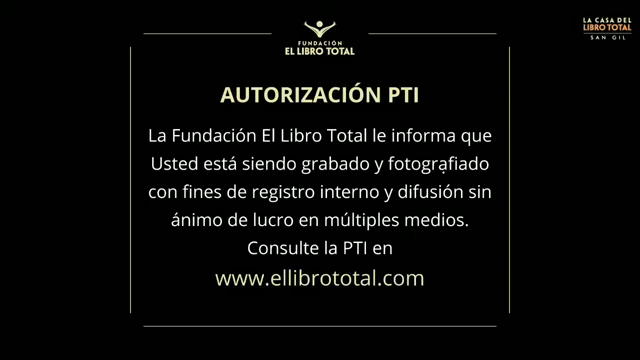 FUNDACIÓN
EL LIBRO TOTAL
LA CASA DEL
LIBRO TOTAL
SAN GIL
AUTORIZACIÓN PTI
La Fundación El Libro Total le informa que
Usted está siendo grabado y fotografiado
con fines de registro interno y difusión sin
ánimo de lucro en múltiples medios.
Consulte la PTI en
www.ellibrototal.com